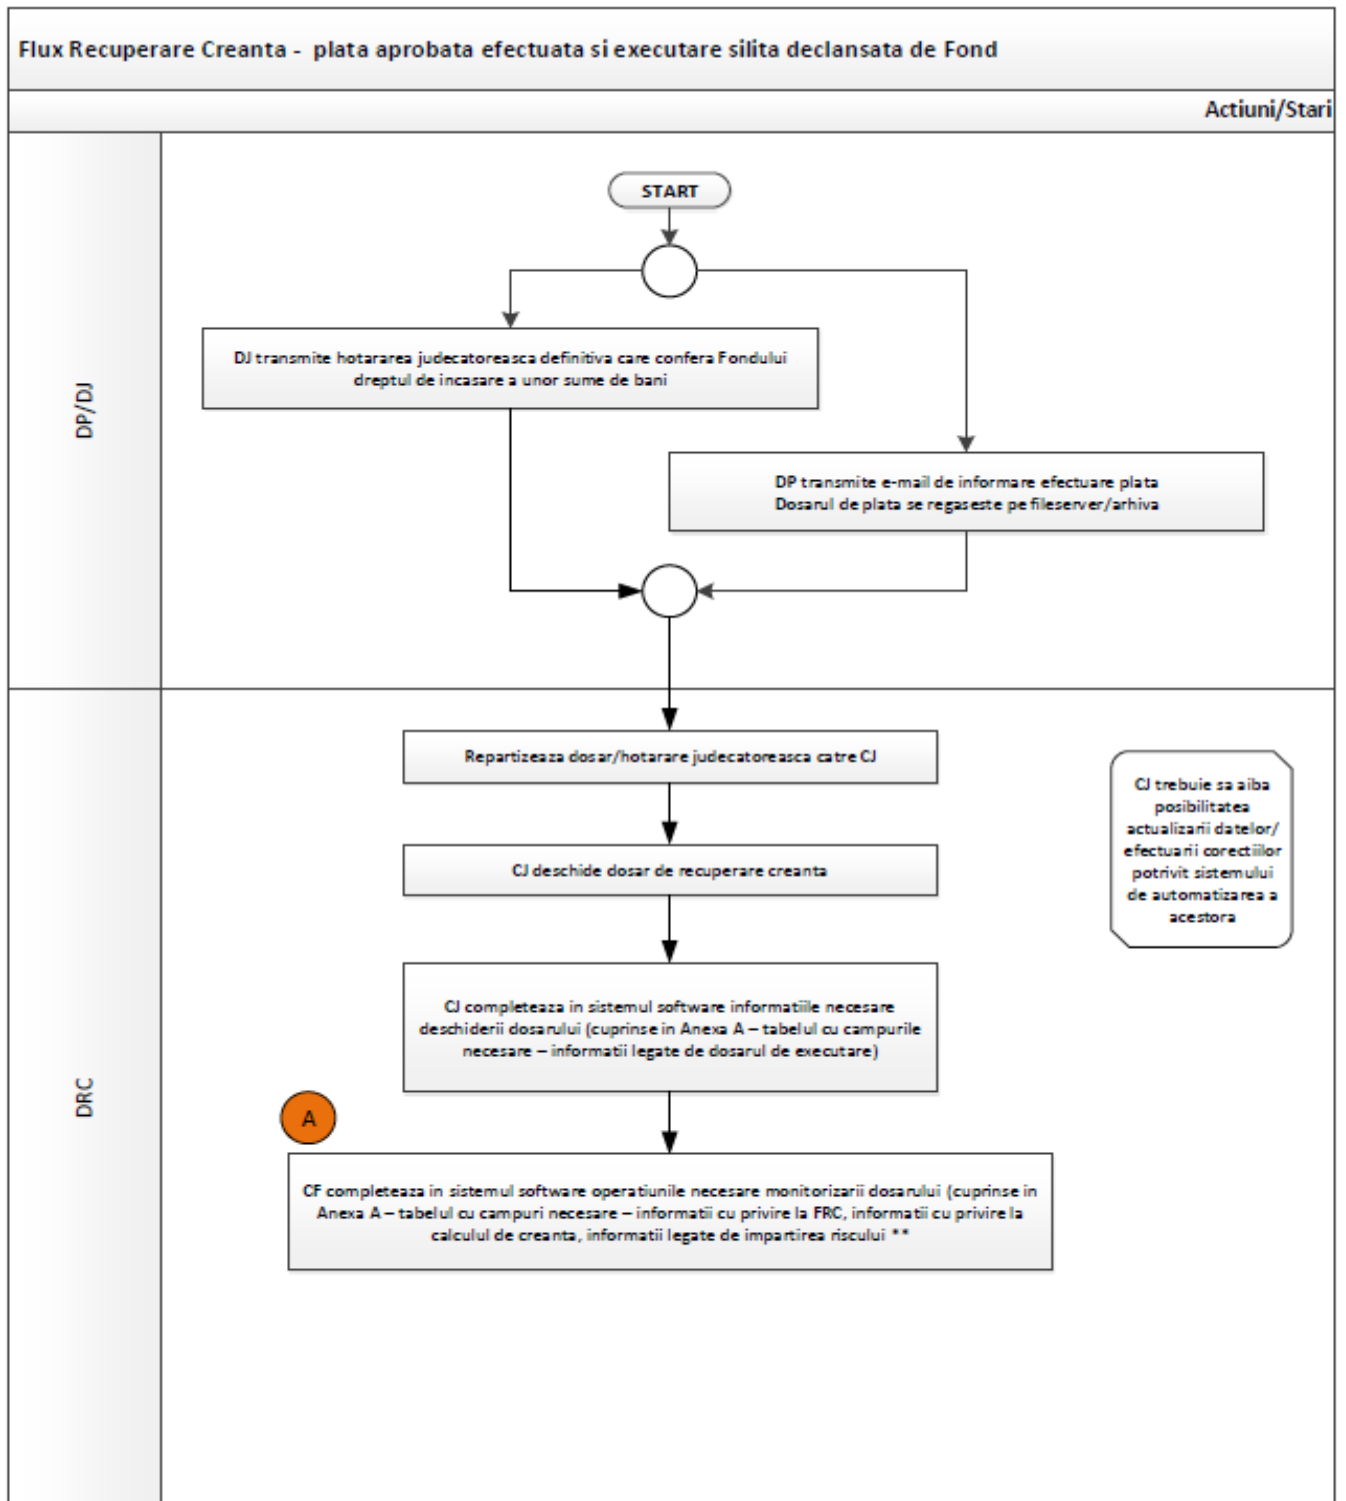 Flux Recuperare Creanta -  plata aprobata efectuata si executare silita declansata de Fond
Actiuni/Stari
DP/DJ
START
DJ transmite hotararea judecatoreasca definitiva care confera Fondului
dreptul de incasare a unor sume de bani
DP transmite e-mail de informare efectuare plata
Dosarul de plata se regaseste pe fileserver/arhiva
DRC
Repartizeaza dosar/hotarare judecatoreasca catre CJ
CJ trebuie sa aiba
posibilitatea
actualizarii datelor/
efectuarii corectiilor
potrivit sistemului
de automatizarea a
acestora
CJ deschide dosar de recuperare creanta
CJ completeaza in sistemul software informatiile necesare
deschiderii dosarului (cuprinse in Anexa A – tabelul cu campurile
necesare – informatii legate de dosarul de executare)
A
CF completeaza in sistemul software operatiunile necesare monitorizarii dosarului (cuprinse in
Anexa A – tabelul cu campuri necesare – informatii cu privire la FRC, informatii cu privire la
calculul de creanta, informatii legate de impartirea riscului **